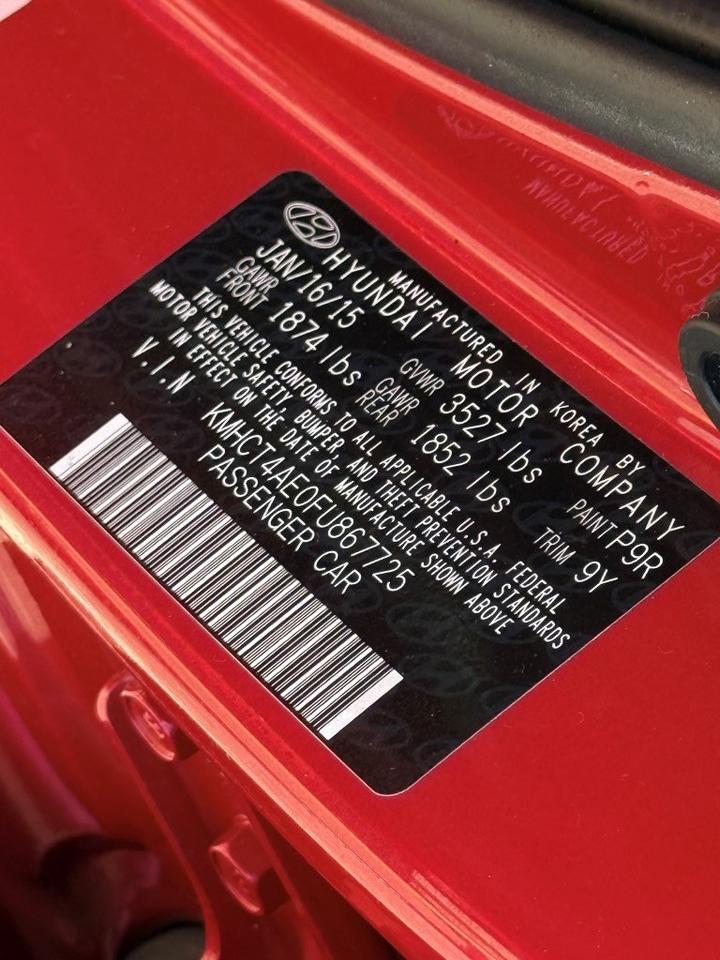 MANUFACTURED IN KOREA BY
HYUNDAI MOTOR COMPANY
JAN/16/15 GVWR 3527 lbs PAINT P9R
GAWR FRONT 1874 lbs GAWR REAR 1852 lbs TRIM 9Y
THIS VEHICLE CONFORMS TO ALL APPLICABLE U.S.A. FEDERAL
MOTOR VEHICLE SAFETY, BUMPER, AND THEFT PREVENTION STANDARDS
IN EFFECT ON THE DATE OF MANUFACTURE SHOWN ABOVE
V.I.N KMHCT4AE0FU867725
PASSENGER CAR